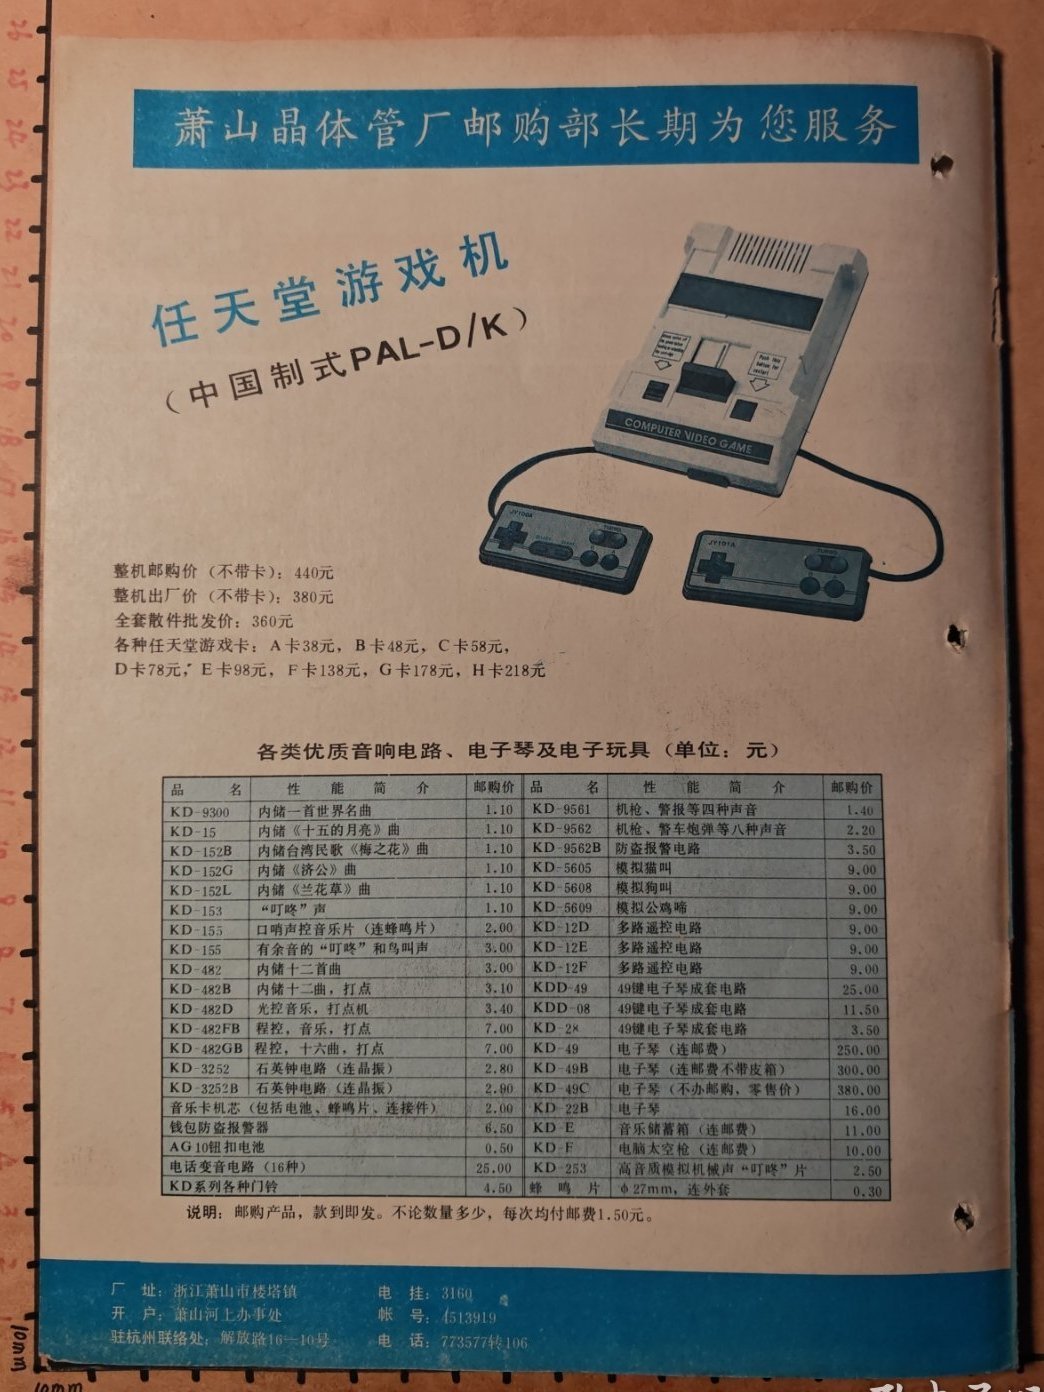 萧山晶体管厂邮购部长期为您服务
任天堂游戏机
（中国制式PAL-D/K）
COMPUTER VIDEO GAME
JY100A
TURBO
JY101A
TURBO
整机邮购价（不带卡）：440元
整机出厂价（不带卡）：380元
全套散件批发价：360元
各种任天堂游戏卡：A卡38元，B卡48元，C卡58元，
D卡78元，E卡98元，F卡138元，G卡178元，H卡218元
各类优质音响电路、电子琴及电子玩具（单位：元）
品 名 性 能 简 介 邮购价 品 名 性 能 简 介 邮购价
KD-9300 内储一首世界名曲 1.10 KD-9561 机枪、警报等四种声音 1.40
KD-15 内储《十五的月亮》曲 1.10 KD-9562 机枪、警车炮弹等八种声音 2.20
KD-152B 内储台湾民歌《梅之花》曲 1.10 KD-9562B 防盗报警电路 3.50
KD-152G 内储《济公》曲 1.10 KD-5605 模拟猫叫 9.00
KD-152L 内储《兰花草》曲 1.10 KD-5608 模拟狗叫 9.00
KD-153 “叮咚”声 1.10 KD-5609 模拟公鸡啼 9.00
KD-155 口哨声控音乐片（连蜂鸣片） 2.00 KD-12D 多路遥控电路 9.00
KD-155 有余音的“叮咚”和鸟叫声 3.00 KD-12E 多路遥控电路 9.00
KD-482 内储十二首曲 3.00 KD-12F 多路遥控电路 9.00
KD-482B 内储十二曲，打点 3.10 KDD-49 49键电子琴成套电路 25.00
KD-482D 光控音乐，打点机 3.40 KDD-08 49键电子琴成套电路 11.50
KD-482FB 程控，音乐，打点 7.00 KD-28 49键电子琴成套电路 3.50
KD-482GB 程控，十六曲，打点 7.00 KD-49 电子琴（连邮费） 250.00
KD-3252 石英钟电路（连晶振） 2.80 KD-49B 电子琴（连邮费不带皮箱） 300.00
KD-3252B 石英钟电路（连晶振） 2.90 KD-49C 电子琴（不办邮购，零售价） 380.00
音乐卡机芯（包括电池、蜂鸣片、连接件） 2.00 KD-22B 电子琴 16.00
钱包防盗报警器 6.50 KD-E 音乐储蓄箱（连邮费） 11.00
AG10钮扣电池 0.50 KD-F 电脑太空枪（连邮费） 10.00
电话变音电路（16种） 25.00 KD-253 高音质模拟机械声“叮咚”片 2.50
KD系列各种门铃 4.50 蜂 鸣 片 φ27mm，连外套 0.30
说明：邮购产品，款到即发。不论数量多少，每次均付邮费1.50元。
厂 址：浙江萧山市楼塔镇 电 挂：3160
开 户：萧山河上办事处 帐 号：4513919
驻杭州联络处：解放路16—10号 电 话：773577转106
10mm
10mm